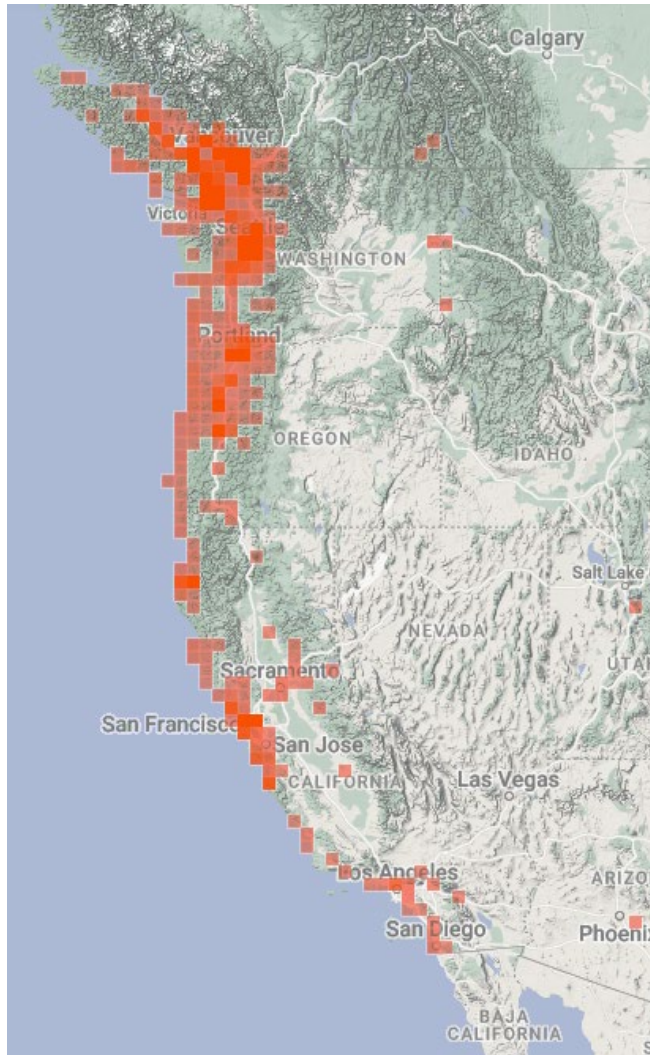 Calgary
Vancouver
Victoria
Seattle
WASHINGTON
Portland
OREGON
IDAHO
Salt Lake
NEVADA
UTAH
Sacramento
San Francisco
San Jose
CALIFORNIA
Las Vegas
Los Angeles
ARIZO
San Diego
Phoenix
BAJA
CALIFORNIA
S